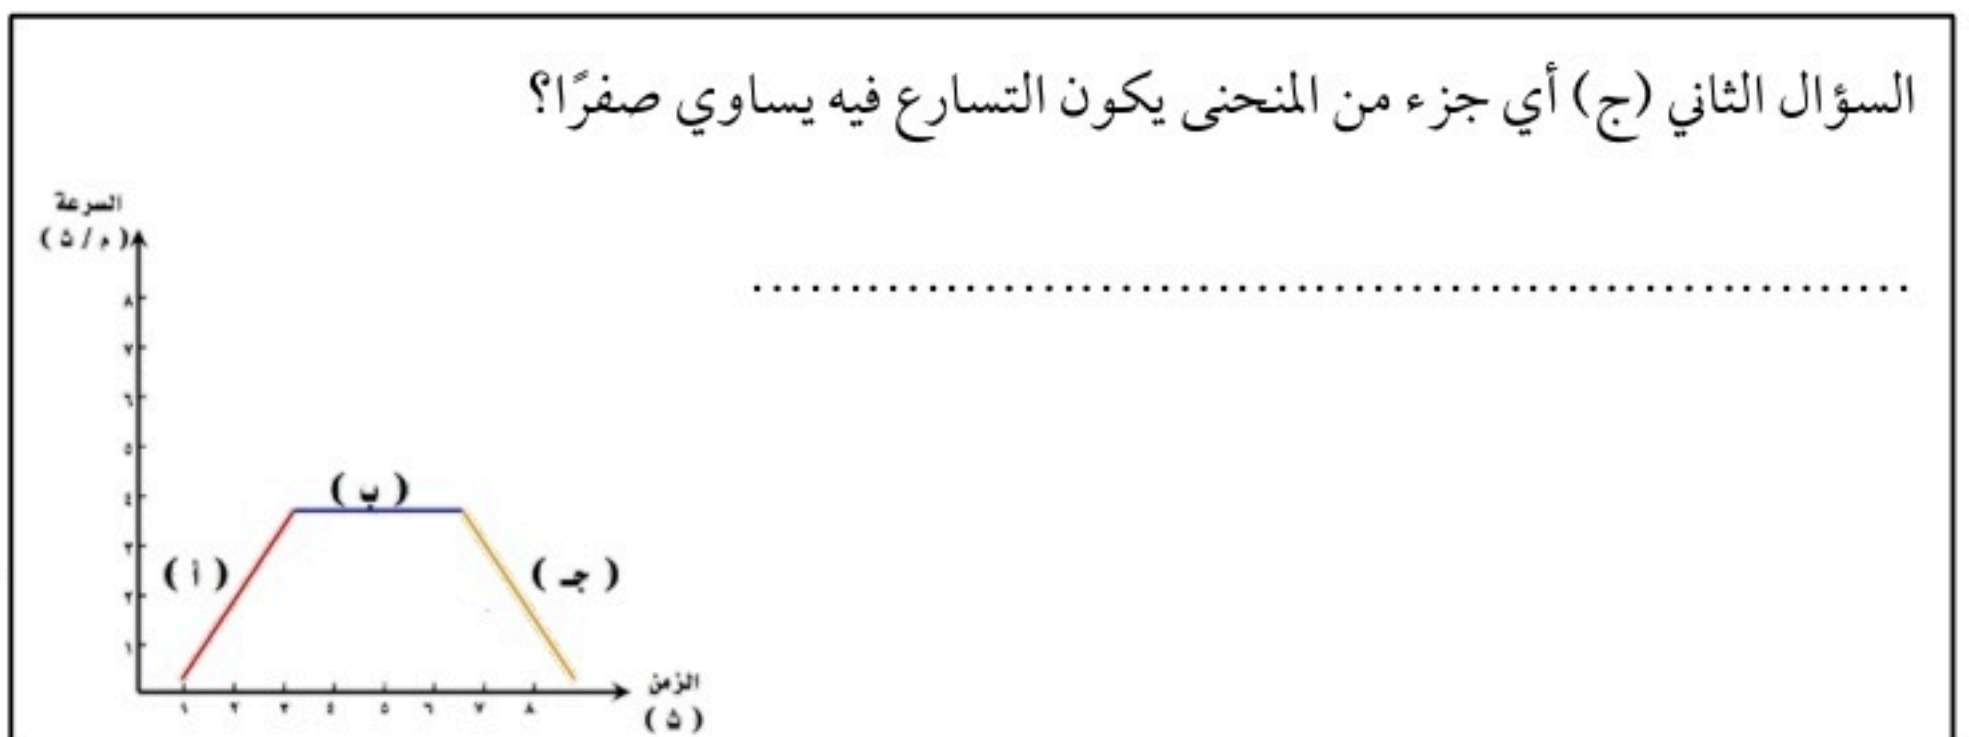 السؤال الثاني (ج) أي جزء من المنحنى يكون التسارع فيه يساوي صفرًا؟
................................................................
السرعة
(م/ث)
٨
٧
٦
٥
٤
٣
٢
١
(أ)
(ب)
(جـ)
١ ٢ ٣ ٤ ٥ ٦ ٧ ٨
الزمن
(ث)